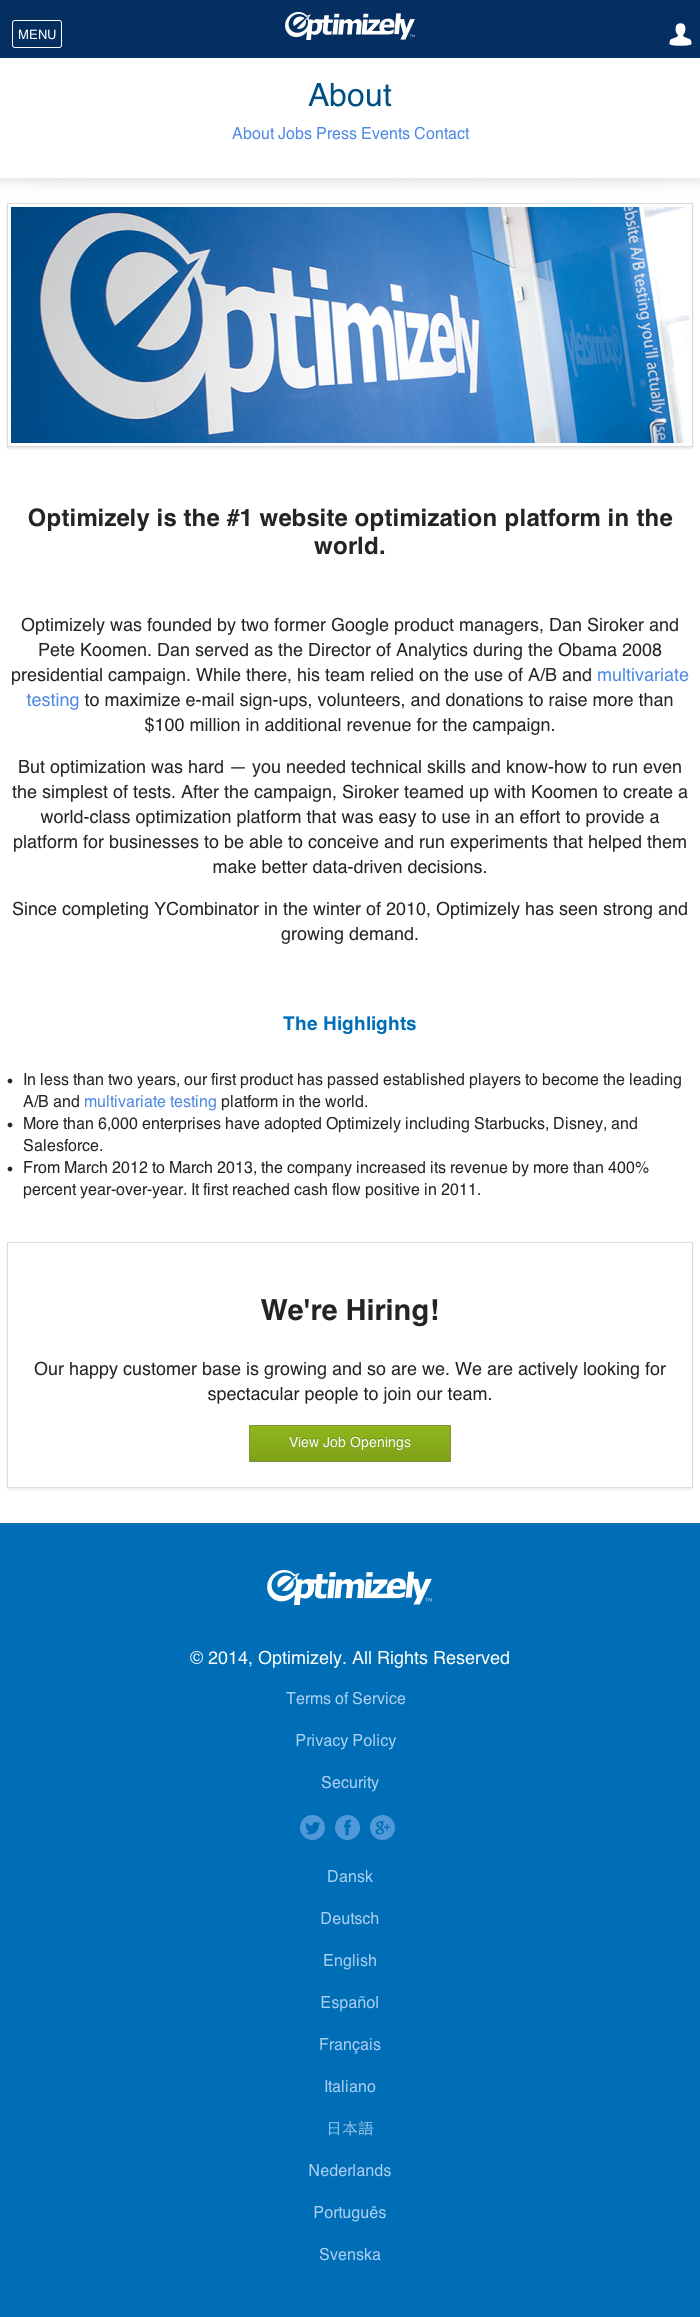 MENU
Optimizely
About
About Jobs Press Events Contact
Optimizely
ebsite A/B testing you'll actually use
Optimizely
Optimizely is the #1 website optimization platform in the
world.
Optimizely was founded by two former Google product managers, Dan Siroker and
Pete Koomen. Dan served as the Director of Analytics during the Obama 2008
presidential campaign. While there, his team relied on the use of A/B and multivariate
testing to maximize e-mail sign-ups, volunteers, and donations to raise more than
$100 million in additional revenue for the campaign.
But optimization was hard — you needed technical skills and know-how to run even
the simplest of tests. After the campaign, Siroker teamed up with Koomen to create a
world-class optimization platform that was easy to use in an effort to provide a
platform for businesses to be able to conceive and run experiments that helped them
make better data-driven decisions.
Since completing YCombinator in the winter of 2010, Optimizely has seen strong and
growing demand.
The Highlights
• In less than two years, our first product has passed established players to become the leading
A/B and multivariate testing platform in the world.
• More than 6,000 enterprises have adopted Optimizely including Starbucks, Disney, and
Salesforce.
• From March 2012 to March 2013, the company increased its revenue by more than 400%
percent year-over-year. It first reached cash flow positive in 2011.
We're Hiring!
Our happy customer base is growing and so are we. We are actively looking for
spectacular people to join our team.
View Job Openings
Optimizely™
© 2014, Optimizely. All Rights Reserved
Terms of Service
Privacy Policy
Security
Dansk
Deutsch
English
Español
Français
Italiano
日本語
Nederlands
Português
Svenska